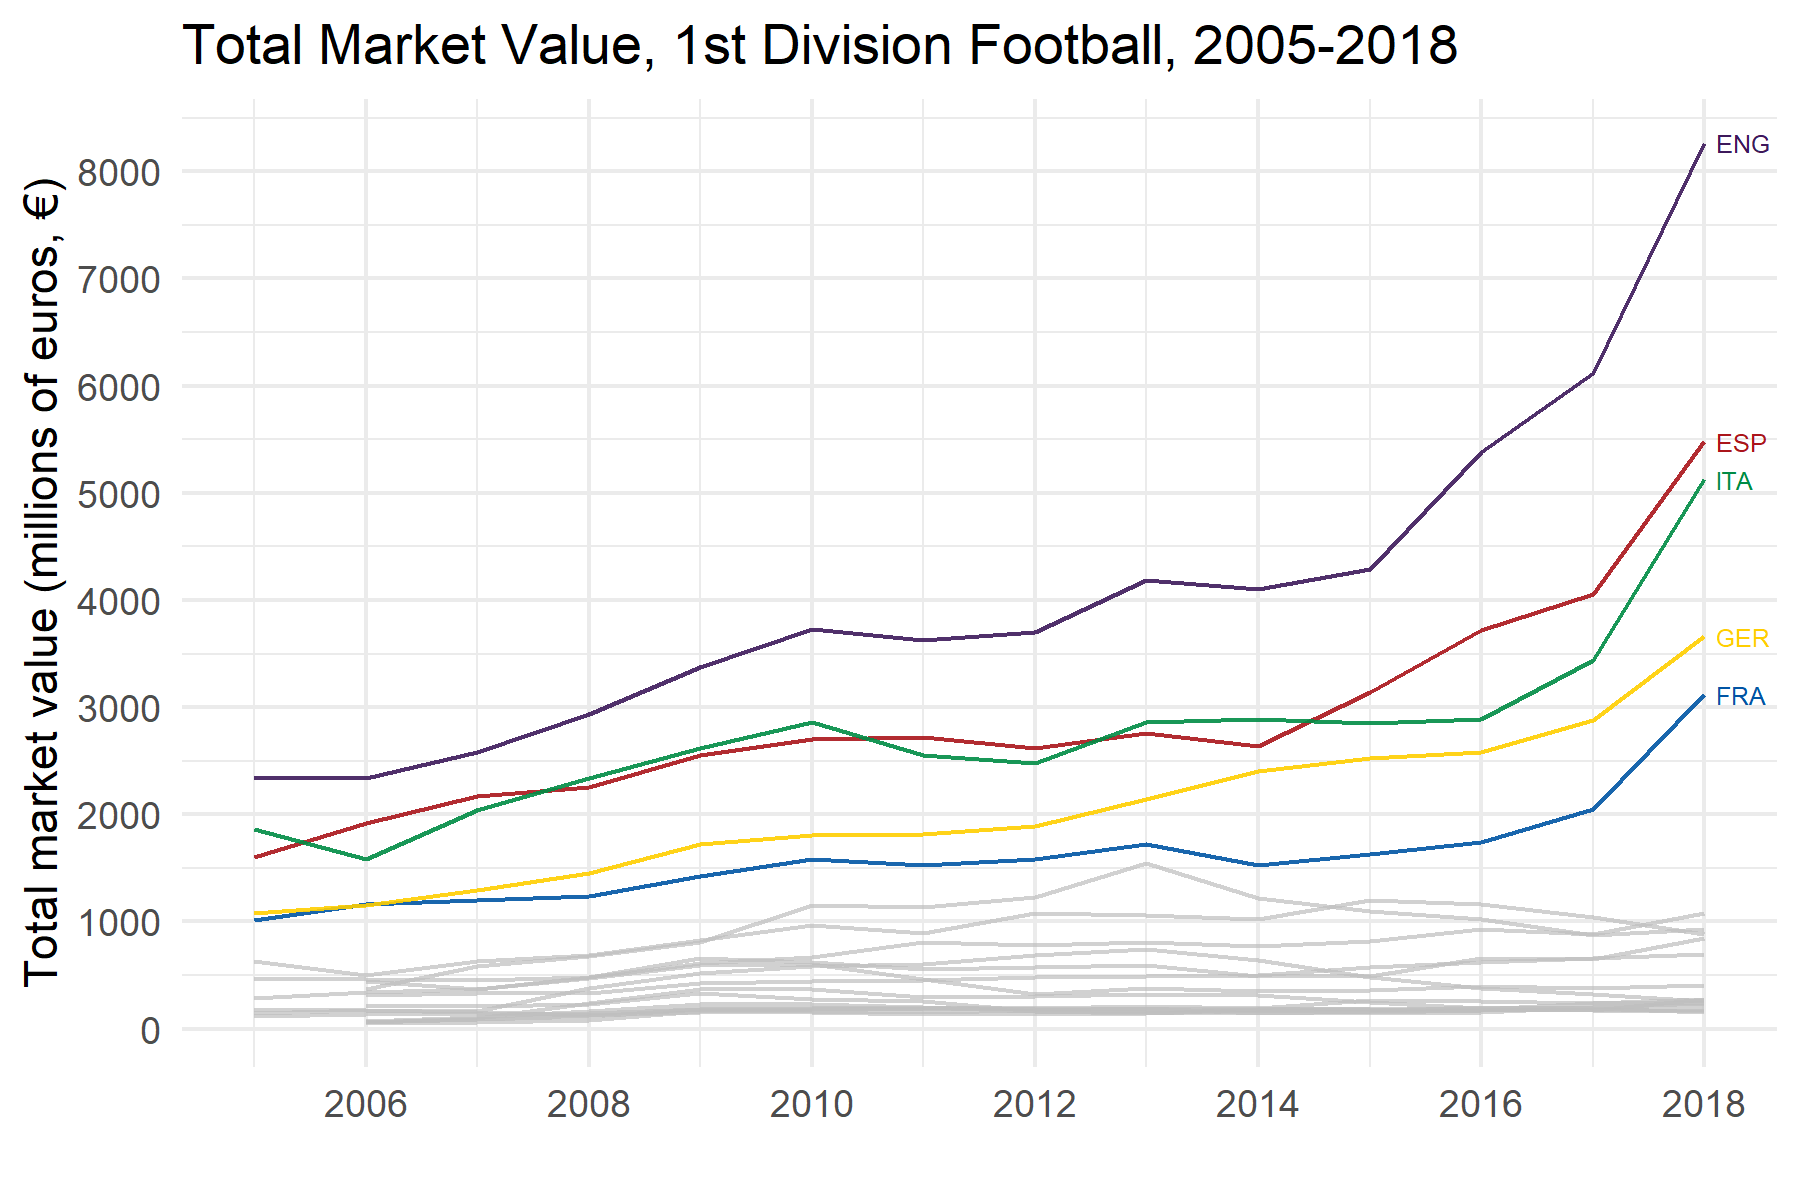 Total Market Value, 1st Division Football, 2005-2018
Total market value (millions of euros, €)
8000
7000
6000
5000
4000
3000
2000
1000
0
ENG
ESP
ITA
GER
FRA
2006 2008 2010 2012 2014 2016 2018